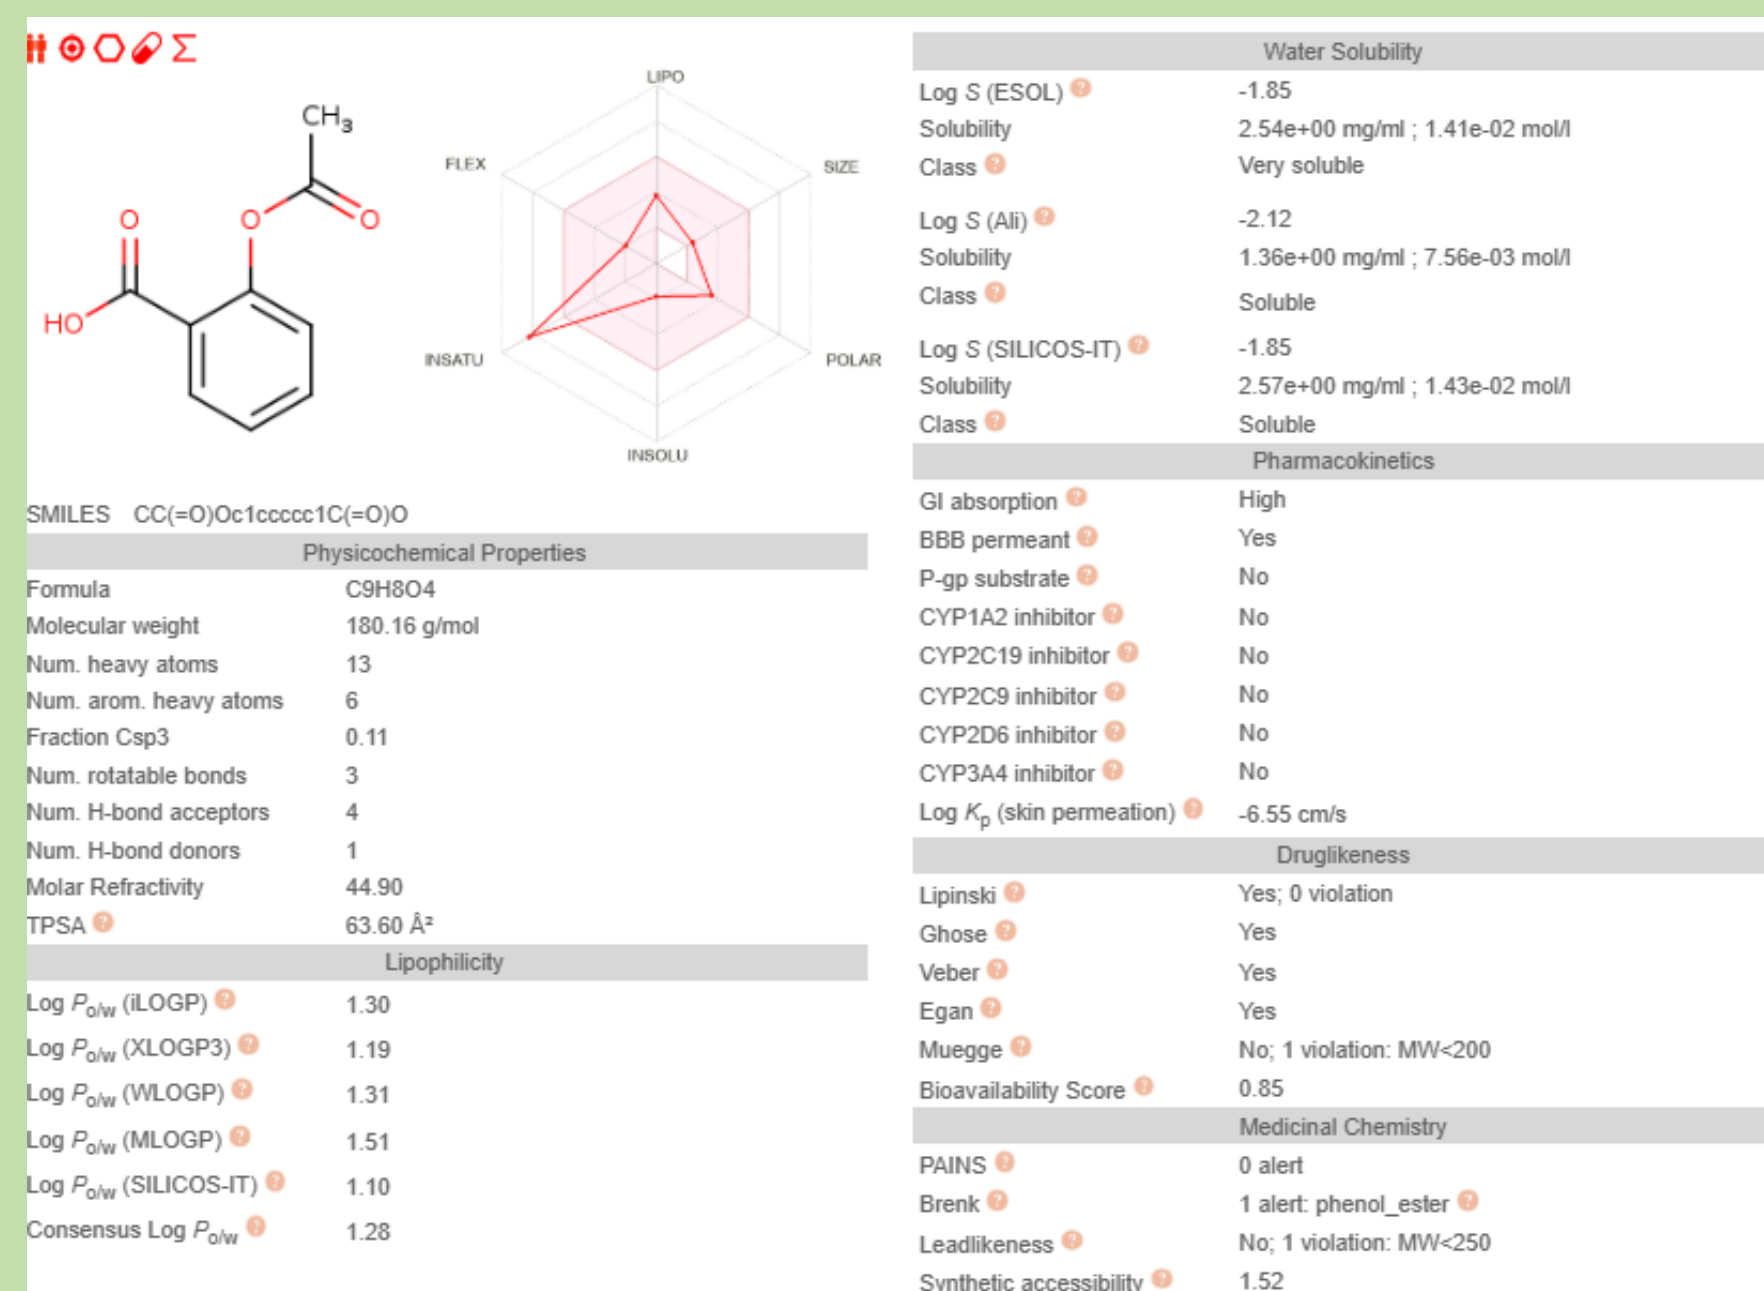 CH3
O
O
O
HO
LIPO
FLEX
SIZE
INSATU
POLAR
INSOLU
SMILES CC(=O)Oc1ccccc1C(=O)O
Physicochemical Properties
Formula C9H8O4
Molecular weight 180.16 g/mol
Num. heavy atoms 13
Num. arom. heavy atoms 6
Fraction Csp3 0.11
Num. rotatable bonds 3
Num. H-bond acceptors 4
Num. H-bond donors 1
Molar Refractivity 44.90
TPSA ? 63.60 Å²
Lipophilicity
Log Po/w (iLOGP) ? 1.30
Log Po/w (XLOGP3) ? 1.19
Log Po/w (WLOGP) ? 1.31
Log Po/w (MLOGP) ? 1.51
Log Po/w (SILICOS-IT) ? 1.10
Consensus Log Po/w ? 1.28
Water Solubility
Log S (ESOL) ? -1.85
Solubility 2.54e+00 mg/ml ; 1.41e-02 mol/l
Class ? Very soluble
Log S (Ali) ? -2.12
Solubility 1.36e+00 mg/ml ; 7.56e-03 mol/l
Class ? Soluble
Log S (SILICOS-IT) ? -1.85
Solubility 2.57e+00 mg/ml ; 1.43e-02 mol/l
Class ? Soluble
Pharmacokinetics
GI absorption ? High
BBB permeant ? Yes
P-gp substrate ? No
CYP1A2 inhibitor ? No
CYP2C19 inhibitor ? No
CYP2C9 inhibitor ? No
CYP2D6 inhibitor ? No
CYP3A4 inhibitor ? No
Log Kp (skin permeation) ? -6.55 cm/s
Druglikeness
Lipinski ? Yes; 0 violation
Ghose ? Yes
Veber ? Yes
Egan ? Yes
Muegge ? No; 1 violation: MW<200
Bioavailability Score ? 0.85
Medicinal Chemistry
PAINS ? 0 alert
Brenk ? 1 alert: phenol_ester ?
Leadlikeness ? No; 1 violation: MW<250
Synthetic accessibility ? 1.52